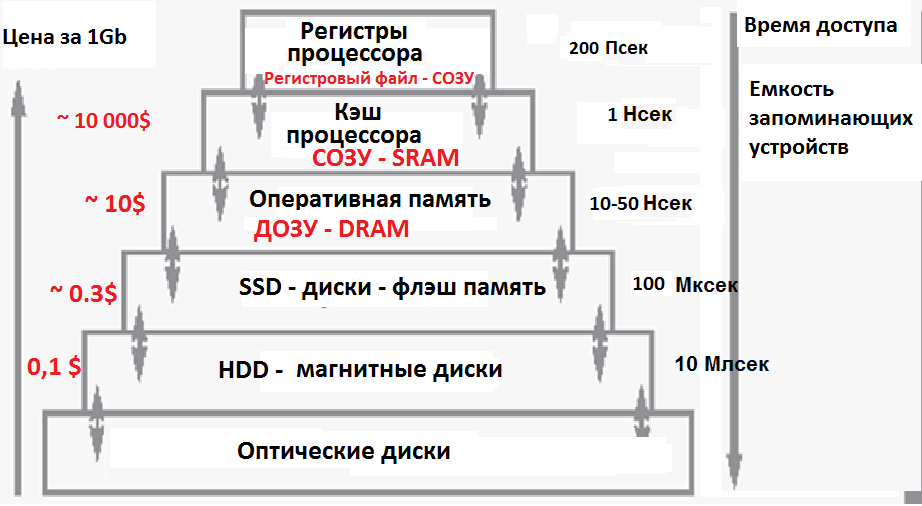 Цена за 1Gb
Регистры
процессора
Регистровый файл - СОЗУ
200 Псек
Время доступа
Емкость
запоминающих
устройств
~ 10 000$
Кэш
процессора
СОЗУ - SRAM
1 Нсек
~ 10$
Оперативная память
ДОЗУ - DRAM
10-50 Нсек
~ 0.3$
SSD - диски - флэш память
100 Мксек
0,1 $
HDD - магнитные диски
10 Млсек
Оптические диски